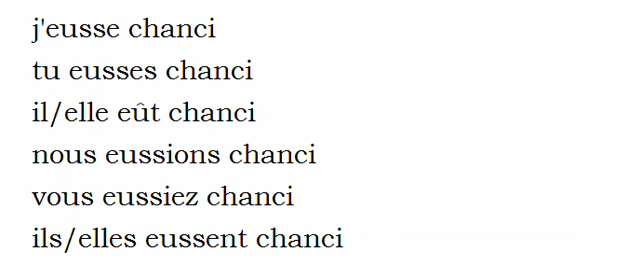 j'eusse chanci
tu eusses chanci
il/elle eût chanci
nous eussions chanci
vous eussiez chanci
ils/elles eussent chanci